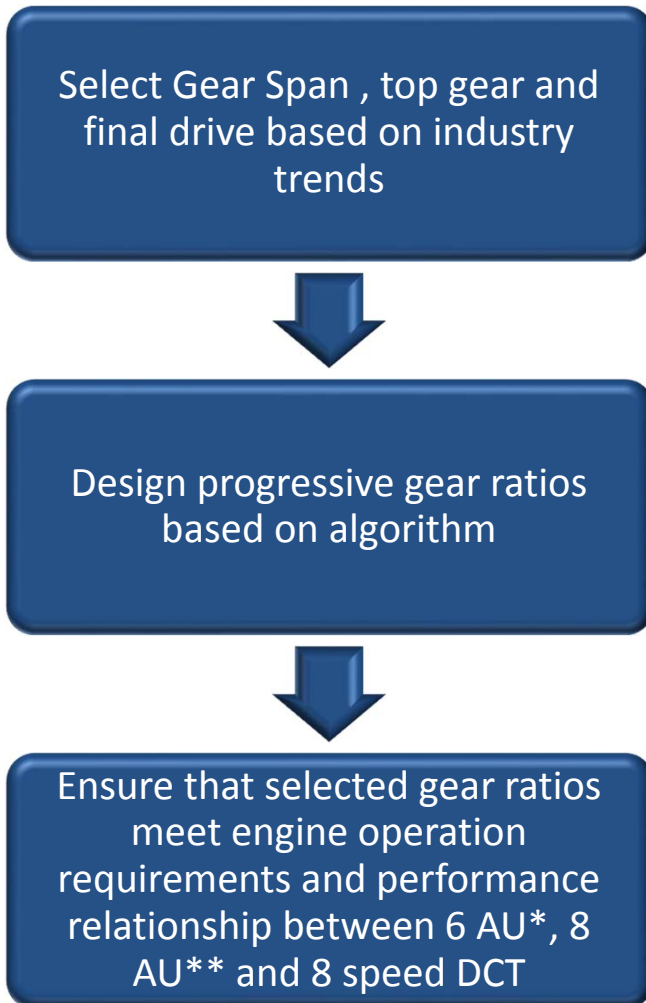 Select Gear Span , top gear and
final drive based on industry
trends
Design progressive gear ratios
based on algorithm
Ensure that selected gear ratios
meet engine operation
requirements and performance
relationship between 6 AU*, 8
AU** and 8 speed DCT